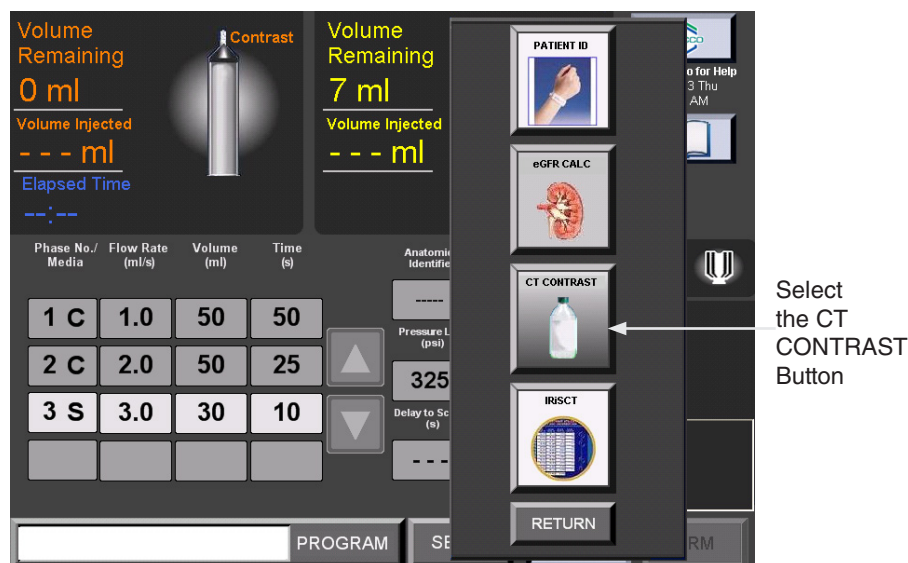 Volume
Remaining
0 ml
Volume Injected
- - - ml
Elapsed Time
--:--
Contrast
Volume
Remaining
7 ml
Volume Injected
- - - ml
PATIENT ID
eGFR CALC
CT CONTRAST
IRiSCT
RETURN
o for Help
3 Thu
AM
Phase No./ Flow Rate Volume Time
Media (ml/s) (ml) (s)
1 C 1.0 50 50
2 C 2.0 50 25
3 S 3.0 30 10
Identifie
-----
Pressure L
(psi)
325
Delay to Sc
(s)
- - -
PROGRAM
SE
RM
Select
the CT
CONTRAST
Button